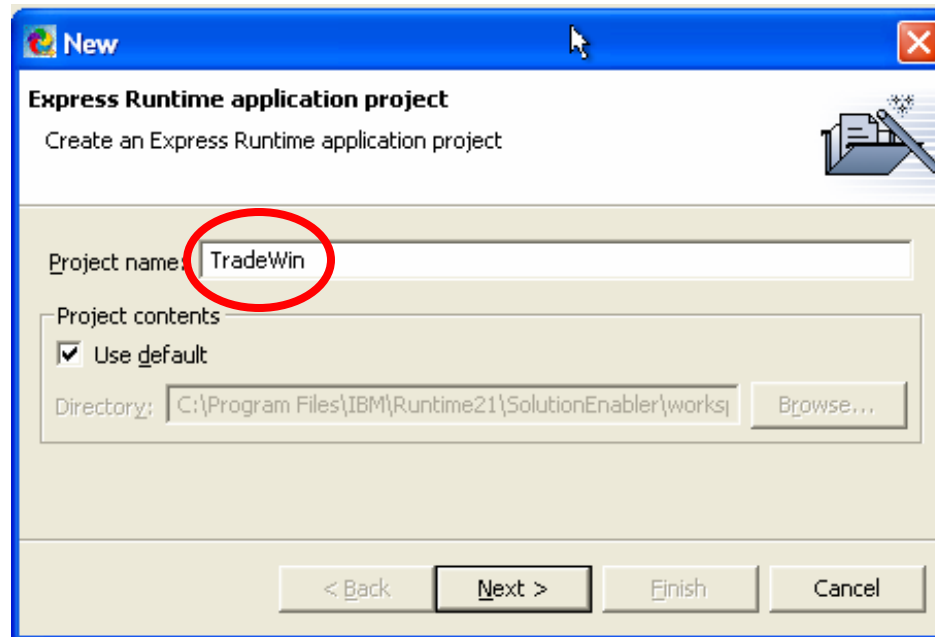 New
Express Runtime application project
Create an Express Runtime application project
Project name: TradeWin
Project contents
Use default
Directory: C:\Program Files\IBM\Runtime21\SolutionEnabler\worksp Browse...
< Back Next > Finish Cancel